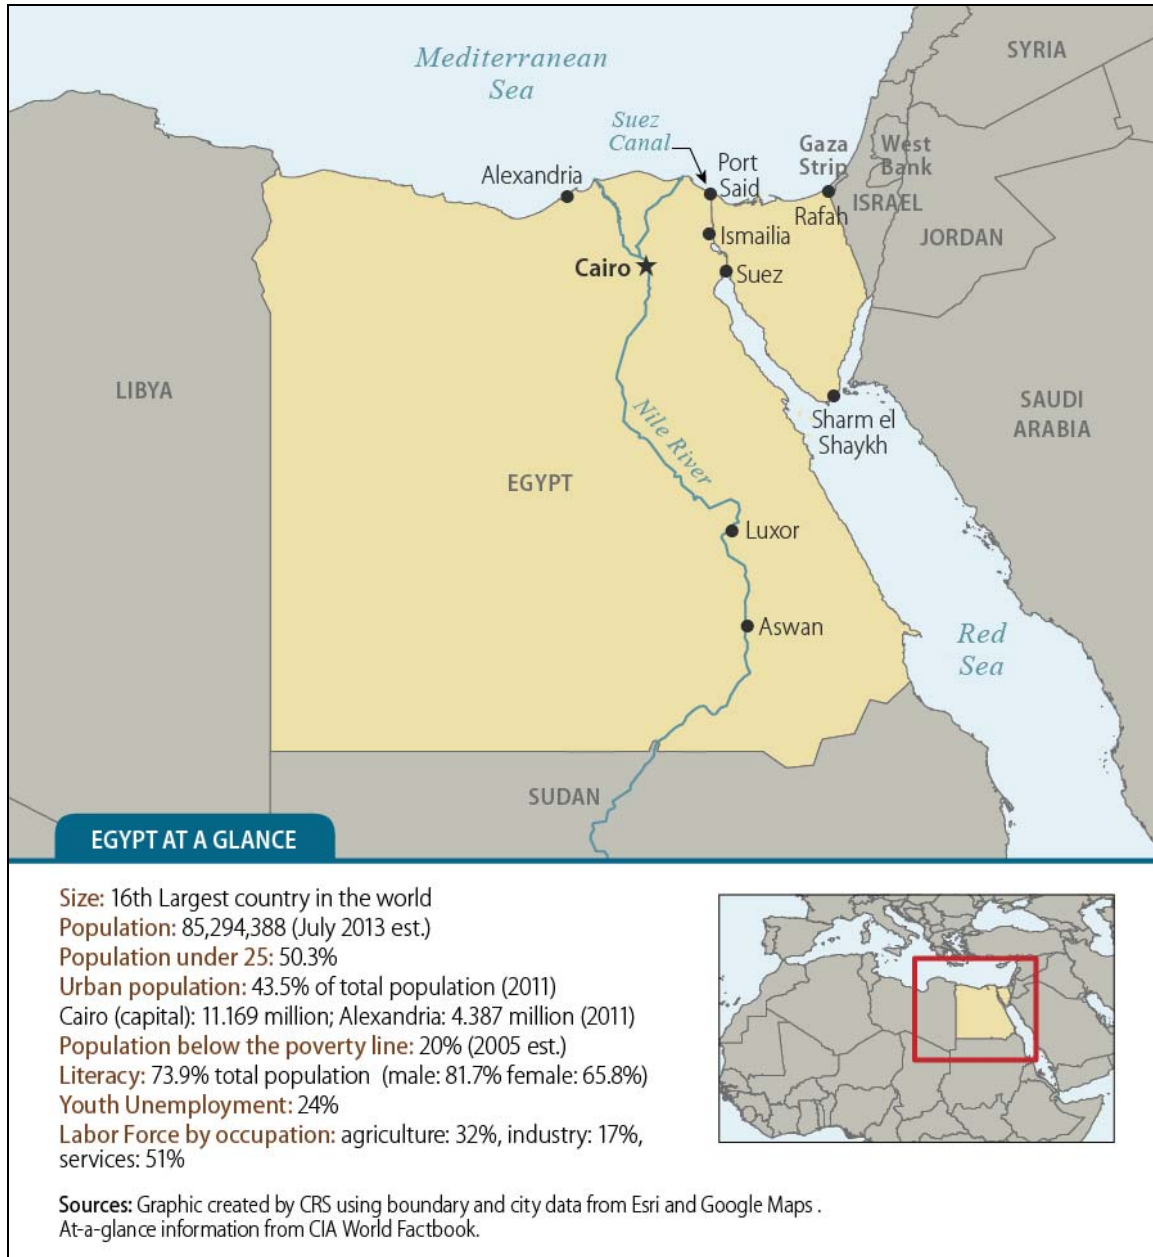 Mediterranean
Sea
SYRIA
Suez
Canal
Gaza
Strip
West
Bank
Port
Said
Alexandria
Rafah
ISRAEL
Ismailia
JORDAN
Cairo
Suez
LIBYA
SAUDI
ARABIA
Sharm el
Shaykh
Nile River
EGYPT
Luxor
Aswan
Red
Sea
SUDAN
EGYPT AT A GLANCE
Size: 16th Largest country in the world
Population: 85,294,388 (July 2013 est.)
Population under 25: 50.3%
Urban population: 43.5% of total population (2011)
Cairo (capital): 11.169 million; Alexandria: 4.387 million (2011)
Population below the poverty line: 20% (2005 est.)
Literacy: 73.9% total population (male: 81.7% female: 65.8%)
Youth Unemployment: 24%
Labor Force by occupation: agriculture: 32%, industry: 17%,
services: 51%
Sources: Graphic created by CRS using boundary and city data from Esri and Google Maps .
At-a-glance information from CIA World Factbook.